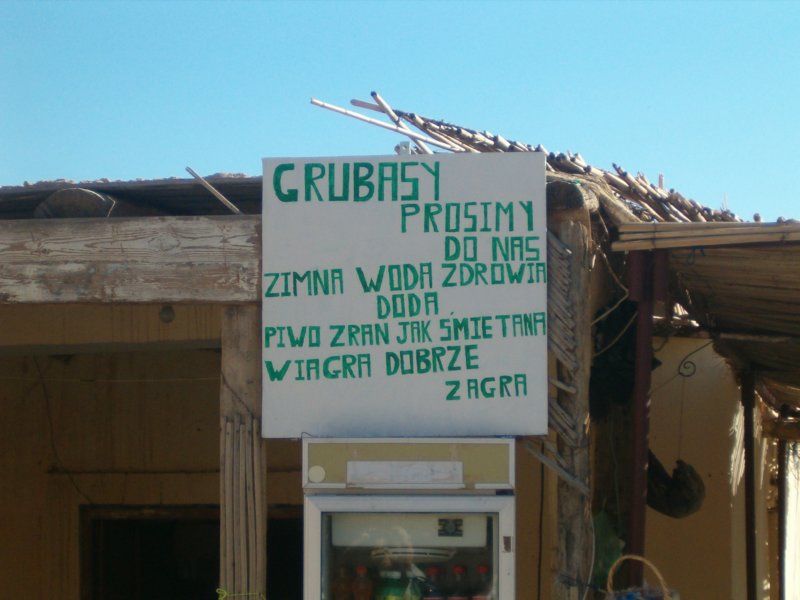 GRUBASY
PROSIMY
DO NAS
ZIMNA WODA ZDROWIA
DODA
PIWO ZRAN JAK ŚMIETANA
WIAGRA DOBRZE
ZAGRA